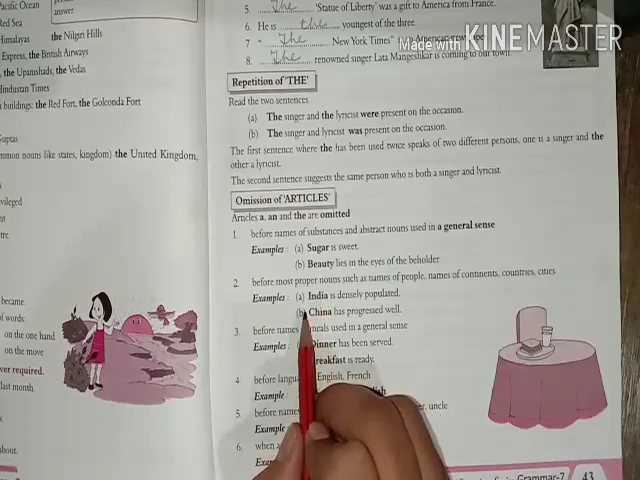 Pacific Ocean
Red Sea
Himalayas the Nilgiri Hills
Express, the British Airways
, the Upanishads, the Vedas
Hindustan Times
buildings: the Red Fort, the Golconda Fort
Guptas
mmon nouns like states, kingdom) the United Kingdom,
vileged
became.
of words.
on the one hand
on the move
ver required.
last month.
about.
answer.
5. The 'Statue of Liberty' was a gift to America from France.
6. He is the youngest of the three.
7 " The New York Times" is an American newspaper.
8. The renowned singer Lata Mangeshkar is coming to our town.
Made with KINEMASTER
Repetition of 'THE'
Read the two sentences
(a) The singer and the lyricist were present on the occasion.
(b) The singer and lyricist was present on the occasion.
The first sentence where the has been used twice speaks of two different persons, one is a singer and the
other a lyricist.
The second sentence suggests the same person who is both a singer and lyricist.
Omission of 'ARTICLES'
Articles a, an and the are omitted
1. before names of substances and abstract nouns used in a general sense
Examples : (a) Sugar is sweet.
(b) Beauty lies in the eyes of the beholder.
2. before most proper nouns such as names of people, names of continents, countries, cities
Examples : (a) India is densely populated.
(b) China has progressed well.
3. before names meals used in a general sense
Examples : Dinner has been served.
reakfast is ready.
4 before langu English, French
Example
5. before names , uncle
Example
6. when a
Grammar-7 43